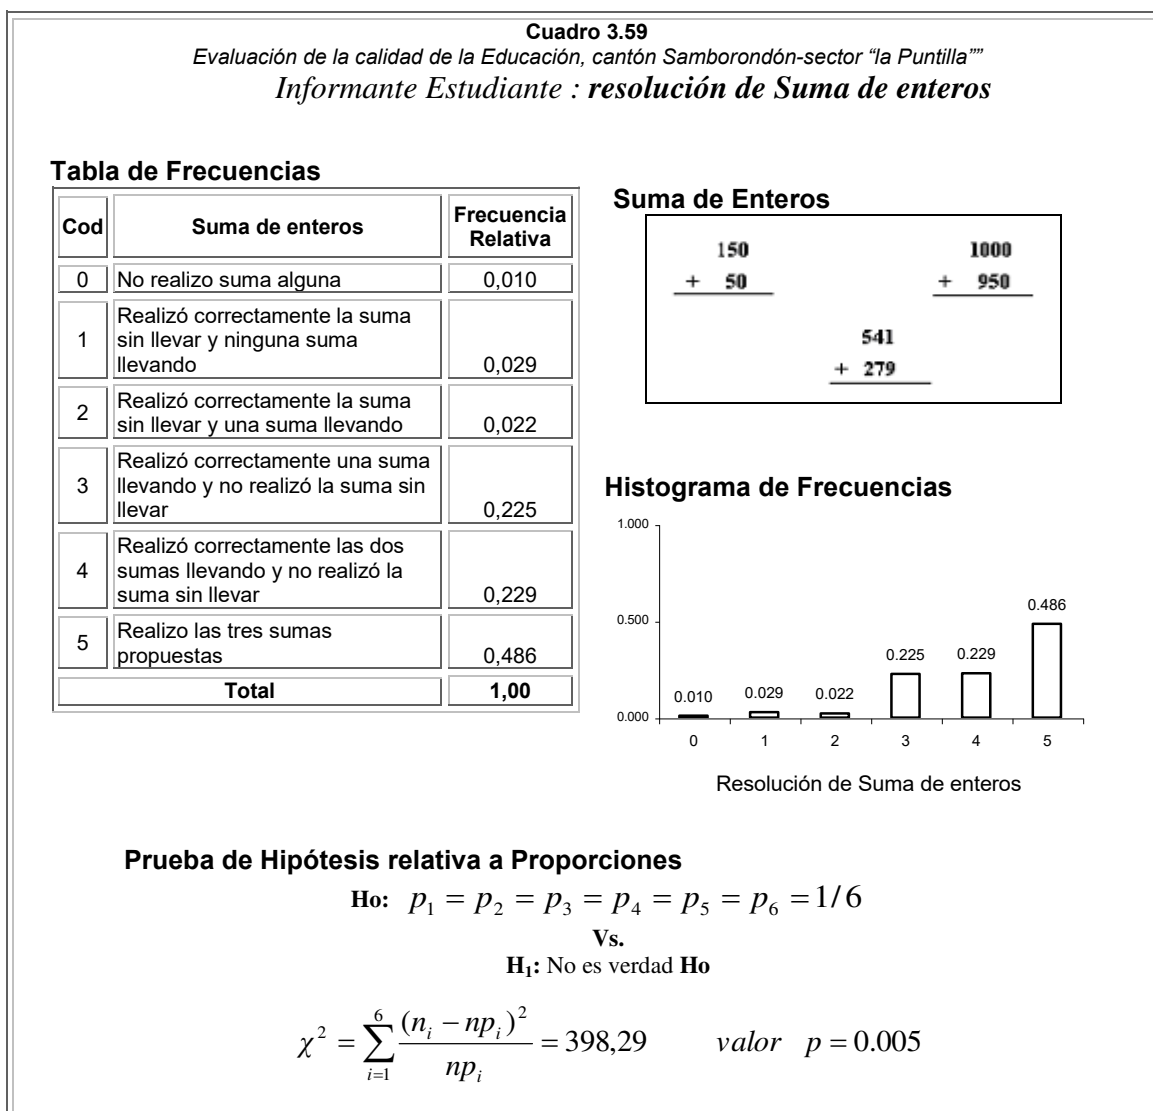 Cuadro 3.59
Evaluación de la calidad de la Educación, cantón Samborondón-sector “la Puntilla””
Informante Estudiante : resolución de Suma de enteros
Tabla de Frecuencias
Cod Suma de enteros Frecuencia Relativa
0 No realizo suma alguna 0,010
1 Realizó correctamente la suma
sin llevar y ninguna suma
llevando 0,029
2 Realizó correctamente la suma
sin llevar y una suma llevando 0,022
3 Realizó correctamente una suma
llevando y no realizó la suma sin
llevar 0,225
4 Realizó correctamente las dos
sumas llevando y no realizó la
suma sin llevar 0,229
5 Realizo las tres sumas
propuestas 0,486
Total 1,00
Suma de Enteros
150 1000
+ 50 + 950
541
+ 279
Histograma de Frecuencias
1.000
0.500
0.000
0.010 0.029 0.022 0.225 0.229 0.486
0 1 2 3 4 5
Resolución de Suma de enteros
Prueba de Hipótesis relativa a Proporciones
Ho: p₁ = p₂ = p₃ = p₄ = p₅ = p₆ = 1/6
Vs.
H₁: No es verdad Ho
χ² = ∑_{i=1}^{6} (nᵢ − npᵢ)² / npᵢ = 398,29 valor p = 0.005